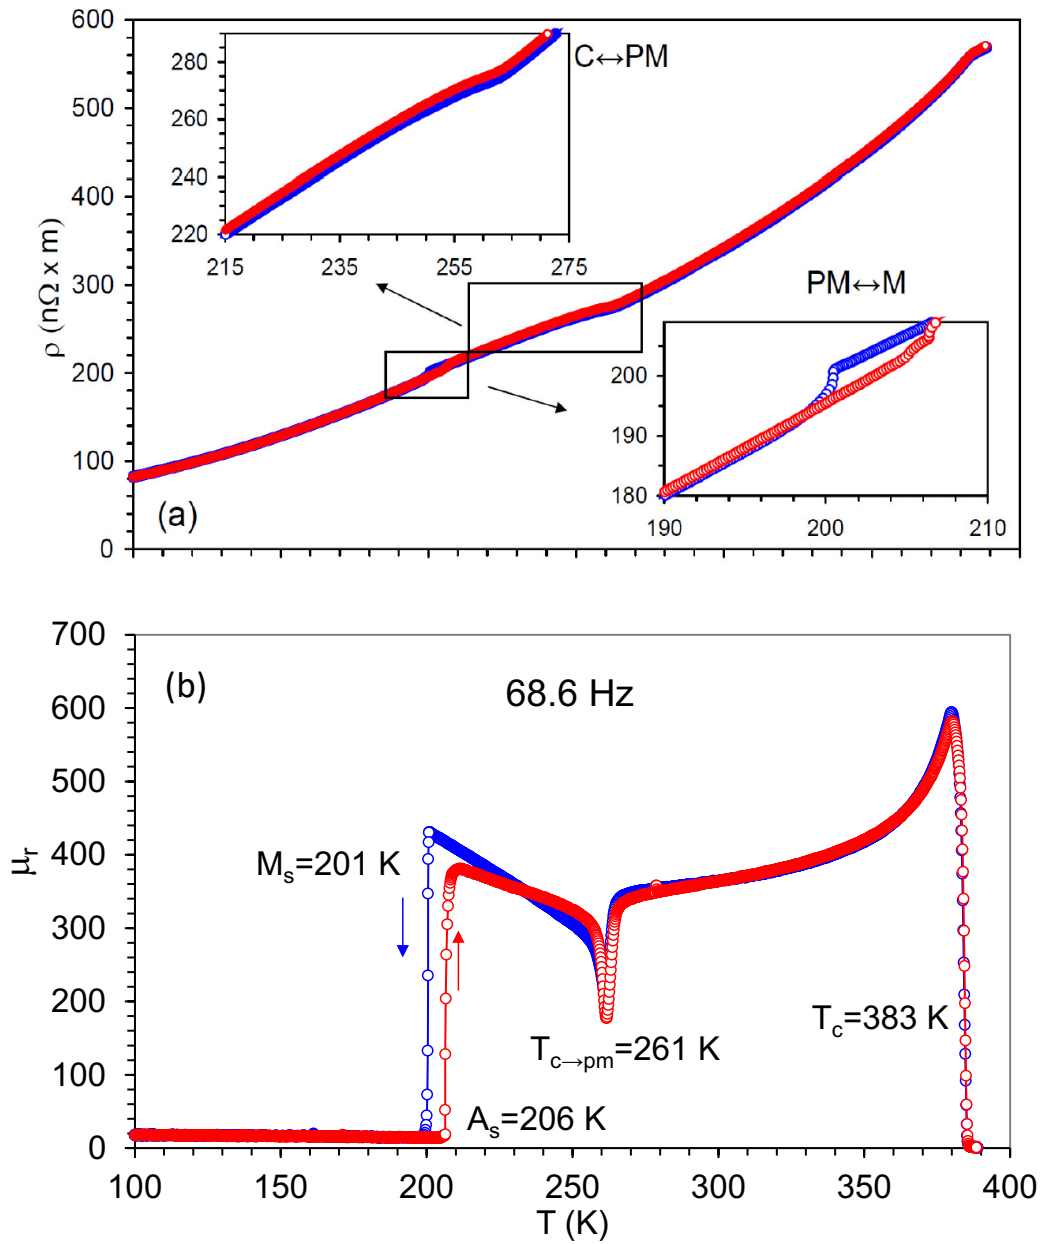 600
500
400
300
200
100
0
ρ (nΩ x m)
280
260
240
220
215 235 255 275
C↔PM
PM↔M
200
190
180
190 200 210
(a)
700
600
500
400
300
200
100
0
μr
(b)
68.6 Hz
Ms=201 K
Tc→pm=261 K
Tc=383 K
As=206 K
100 150 200 250 300 350 400
T (K)